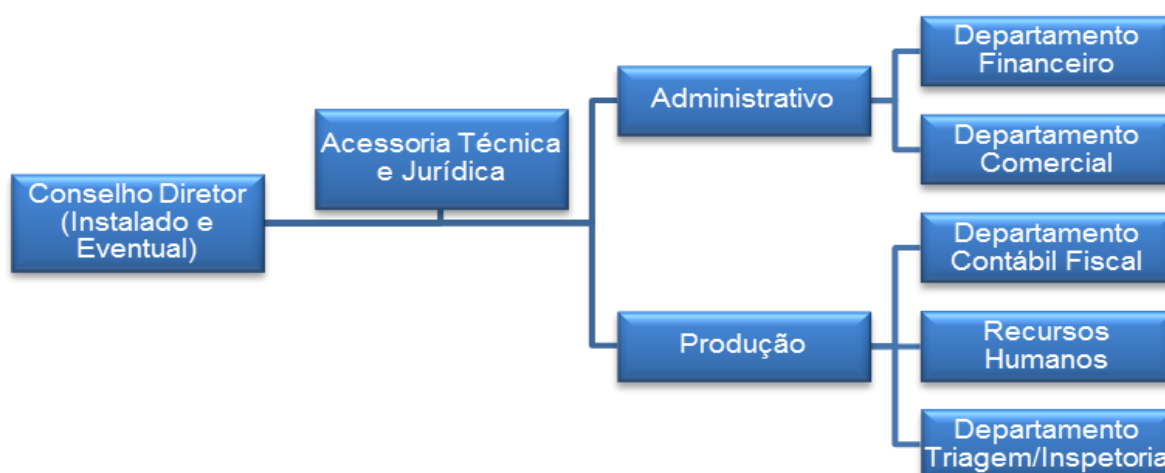 Conselho Diretor
(Instalado e
Eventual)
Acessoria Técnica
e Jurídica
Administrativo
Departamento
Financeiro
Departamento
Comercial
Produção
Departamento
Contábil Fiscal
Recursos
Humanos
Departamento
Triagem/Inspetoria